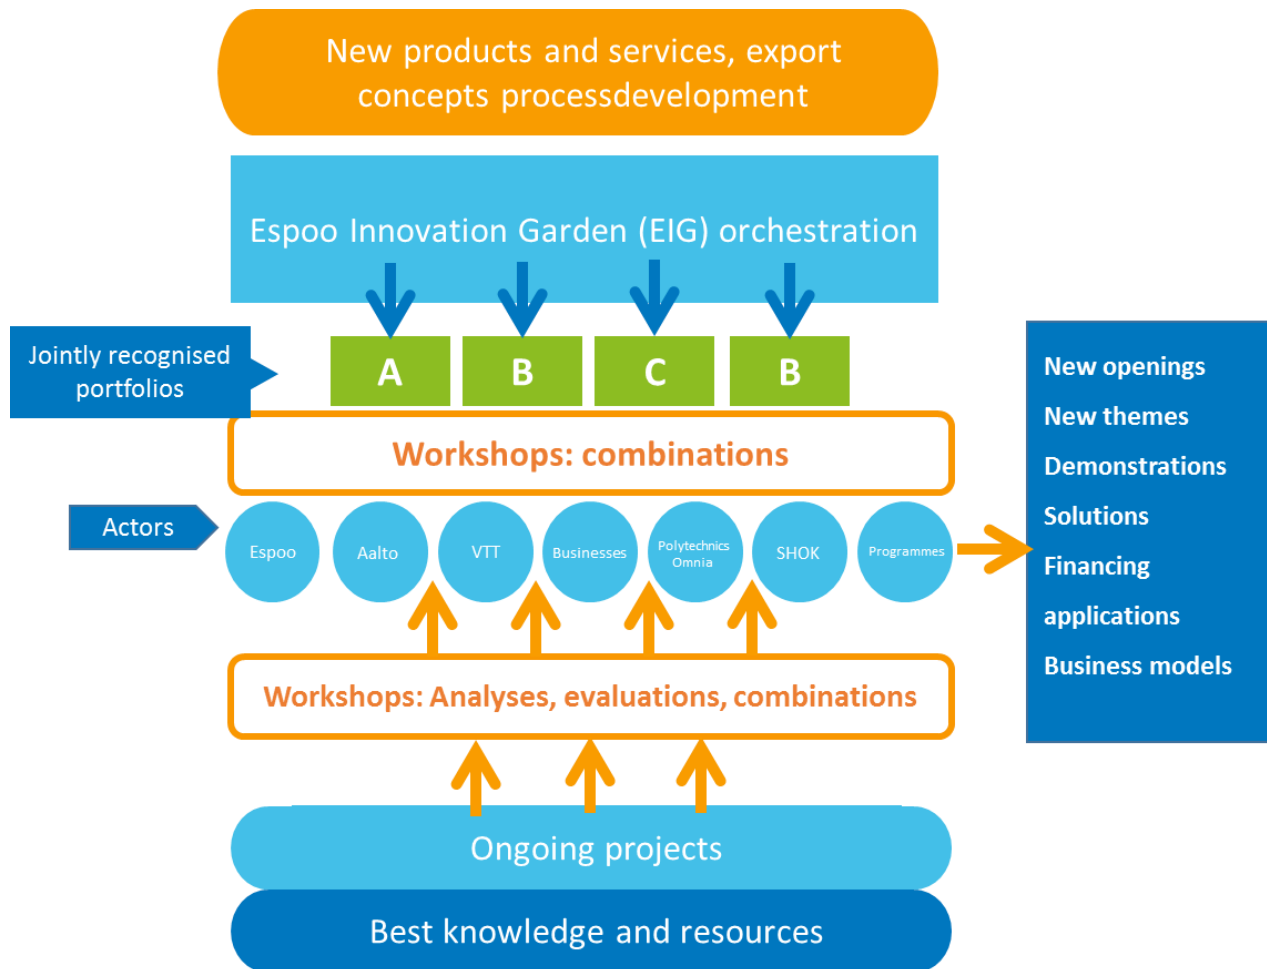 New products and services, export
concepts processdevelopment
Espoo Innovation Garden (EIG) orchestration
Jointly recognised
portfolios
A
B
C
B
Workshops: combinations
Actors
Espoo
Aalto
VTT
Businesses
Polytechnics
Omnia
SHOK
Programmes
New openings
New themes
Demonstrations
Solutions
Financing
applications
Business models
Workshops: Analyses, evaluations, combinations
Ongoing projects
Best knowledge and resources